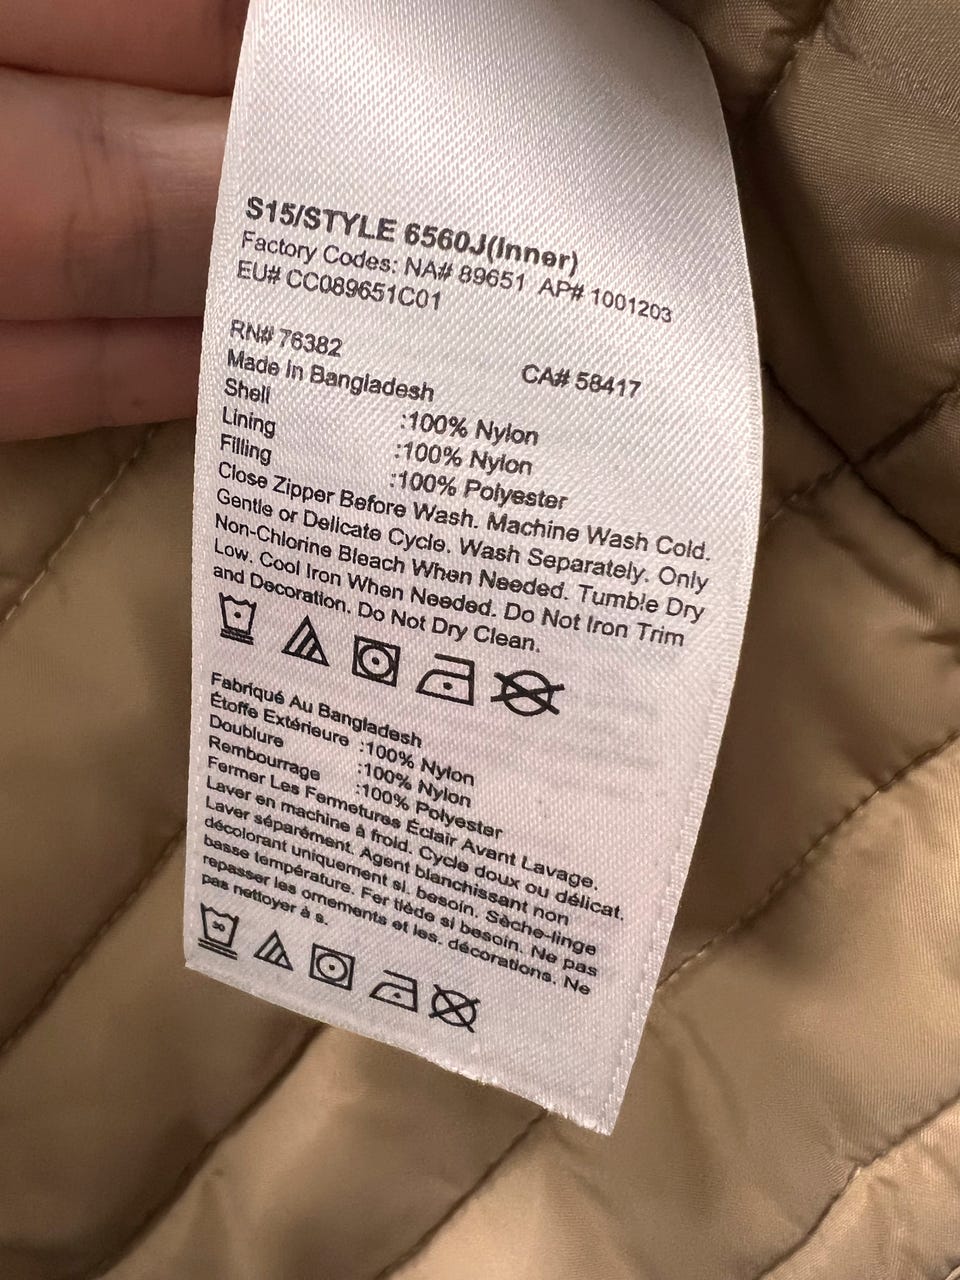 S15/STYLE 6560J(Inner)
Factory Codes: NA# 89651 AP# 1001203
EU# CC089651C01
RN# 76382 CA# 58417
Made In Bangladesh
Shell :100% Nylon
Lining :100% Nylon
Filling :100% Polyester
Close Zipper Before Wash. Machine Wash Cold.
Gentle or Delicate Cycle. Wash Separately. Only
Non-Chlorine Bleach When Needed. Tumble Dry
Low. Cool Iron When Needed. Do Not Iron Trim
and Decoration. Do Not Dry Clean.
Fabriqué Au Bangladesh
Étoffe Extérieure :100% Nylon
Doublure :100% Nylon
Rembourrage :100% Polyester
Fermer Les Fermetures Éclair Avant Lavage.
Laver en machine à froid. Cycle doux ou délicat.
Laver séparément. Agent blanchissant non
décolorant uniquement si. besoin. Sèche-linge
basse température. Fer tiède si besoin. Ne pas
repasser les ornements et les. décorations. Ne
pas nettoyer à s.
30